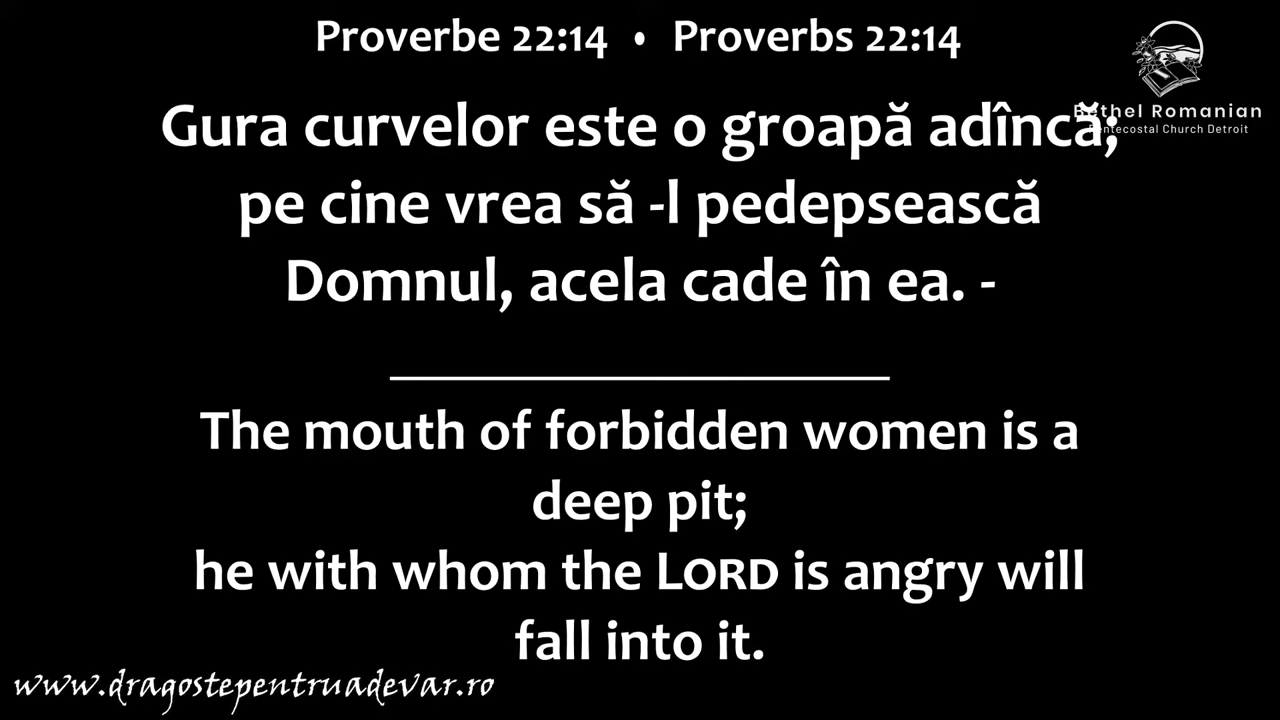 Proverbe 22:14 • Proverbs 22:14
Bethel Romanian
Pentecostal Church Detroit
Gura curvelor este o groapă adîncă;
pe cine vrea să -l pedepsească
Domnul, acela cade în ea. -
The mouth of forbidden women is a
deep pit;
he with whom the LORD is angry will
fall into it.
www.dragostepentruadevar.ro